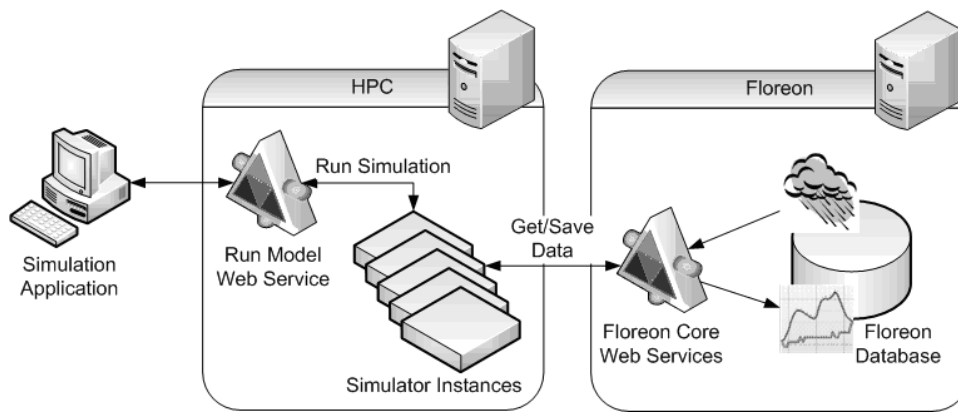 HPC
Floreon
Run Simulation
Get/Save
Data
Simulation
Application
Run Model
Web Service
Simulator Instances
Floreon Core
Web Services
Floreon
Database